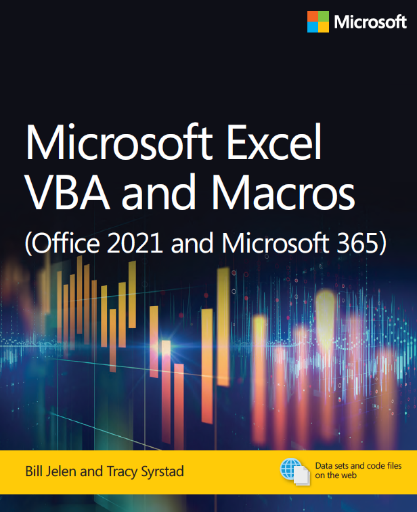 Microsoft
Microsoft Excel
VBA and Macros
(Office 2021 and Microsoft 365)
Bill Jelen and Tracy Syrstad
Data sets and code files
on the web